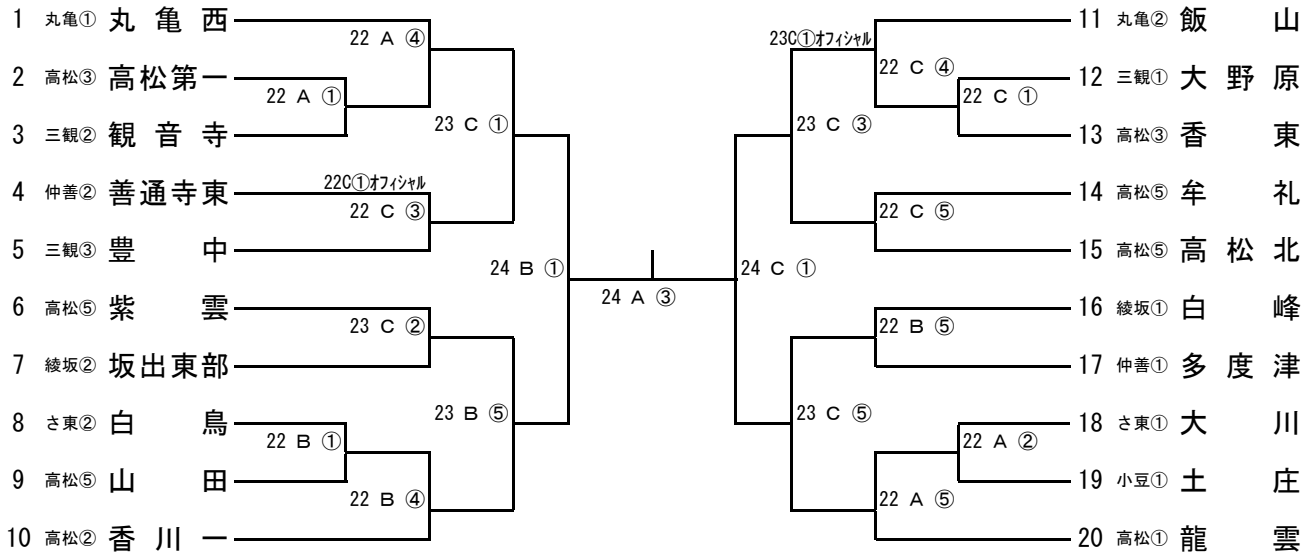 1 丸亀① 丸亀西
22 A ④
2 高松③ 高松第一
22 A ①
3 三観② 観音寺
23 C ①
4 仲善② 善通寺東
22C①オフィシャル
22 C ③
5 三観③ 豊中
24 B ①
6 高松⑤ 紫雲
23 C ②
7 綾坂② 坂出東部
23 B ⑤
8 さ東② 白鳥
22 B ①
9 高松⑤ 山田
22 B ④
10 高松② 香川一
24 A ③
11 丸亀② 飯山
23C①オフィシャル
22 C ④
12 三観① 大野原
22 C ①
13 高松③ 香東
23 C ③
14 高松⑤ 牟礼
22 C ⑤
15 高松⑤ 高松北
24 C ①
16 綾坂① 白峰
22 B ⑤
17 仲善① 多度津
23 C ⑤
18 さ東① 大川
22 A ②
19 小豆① 土庄
22 A ⑤
20 高松① 龍雲